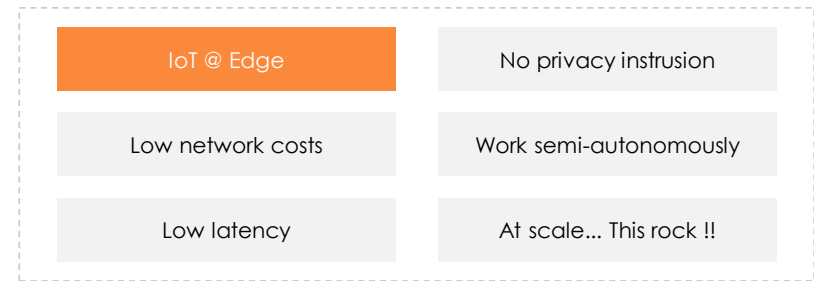 IoT @ Edge
No privacy instrusion
Low network costs
Work semi-autonomously
Low latency
At scale... This rock !!